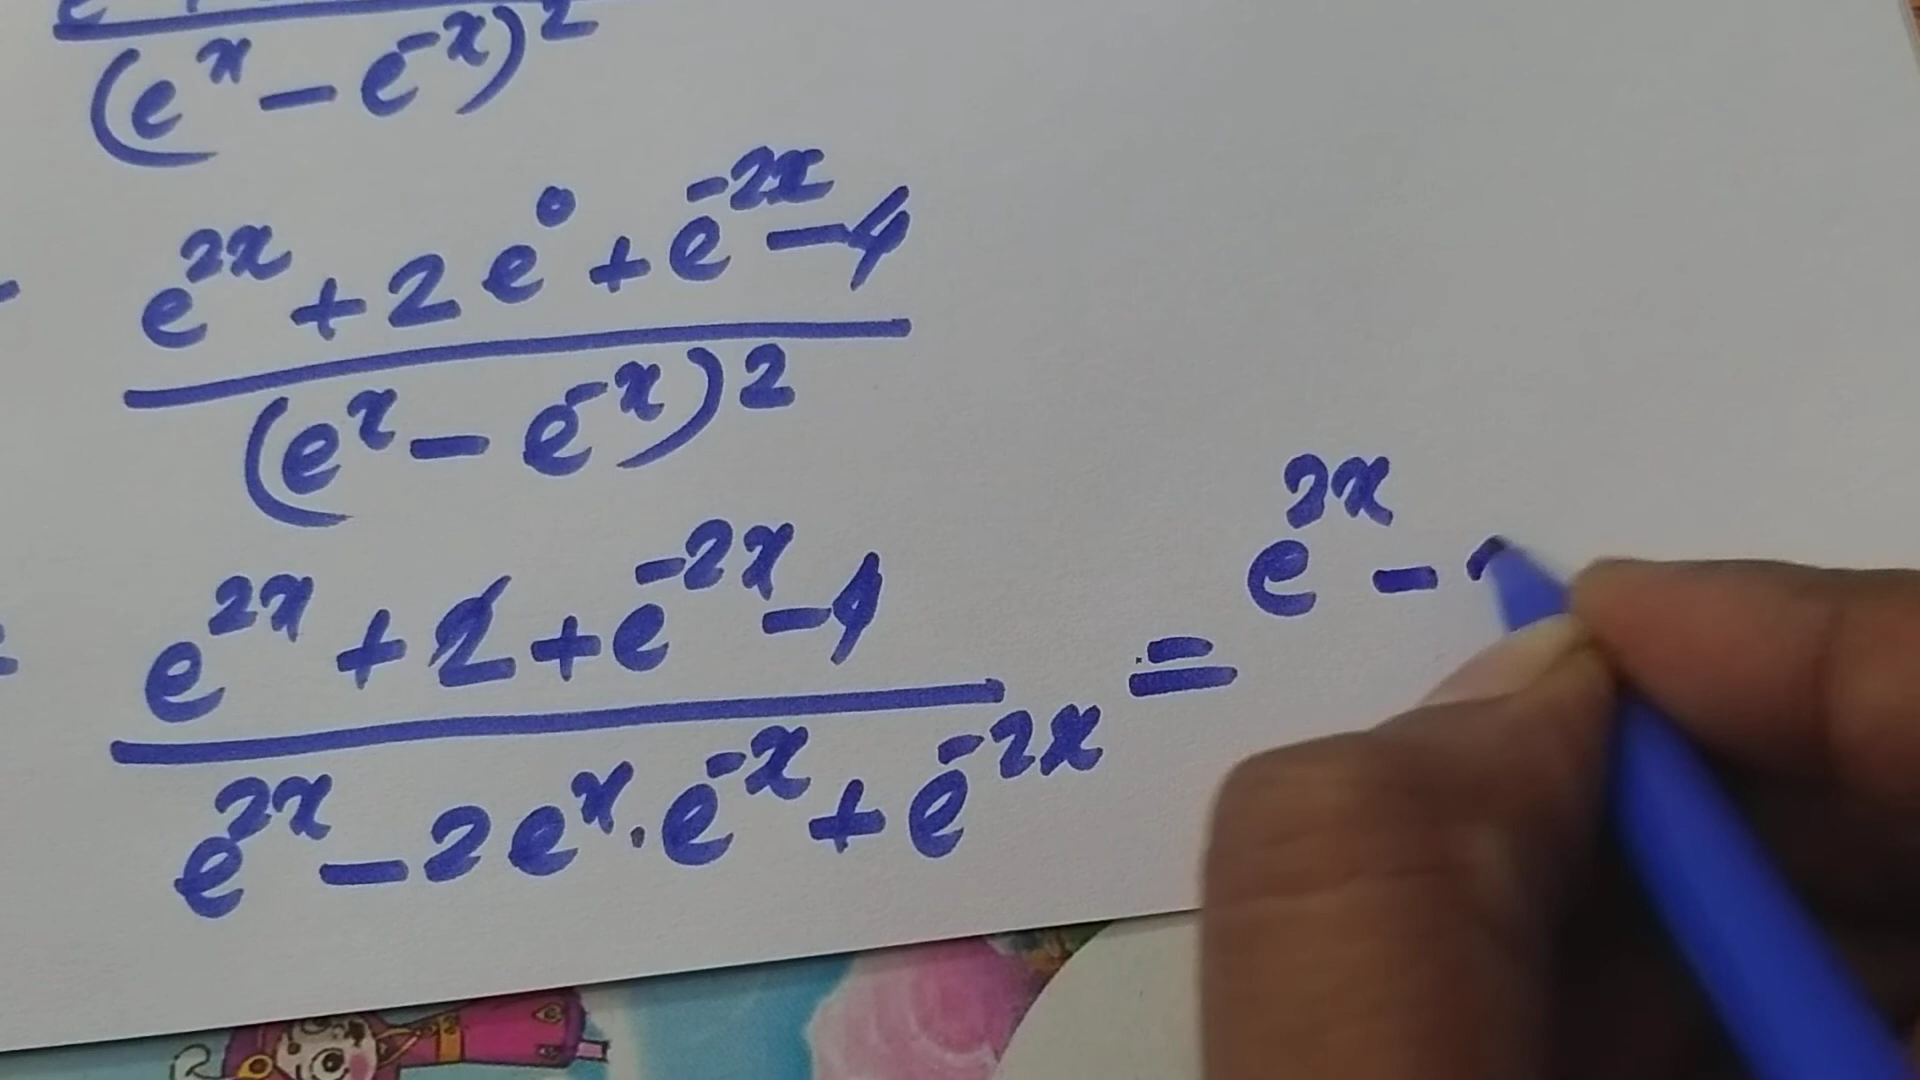 (e^x - e^-x)^2
e^2x + 2e^0 + e^-2x - 4
(e^x - e^-x)^2
e^2x + 2 + e^-2x - 4 = e^2x -
e^2x - 2e^x . e^-x + e^-2x